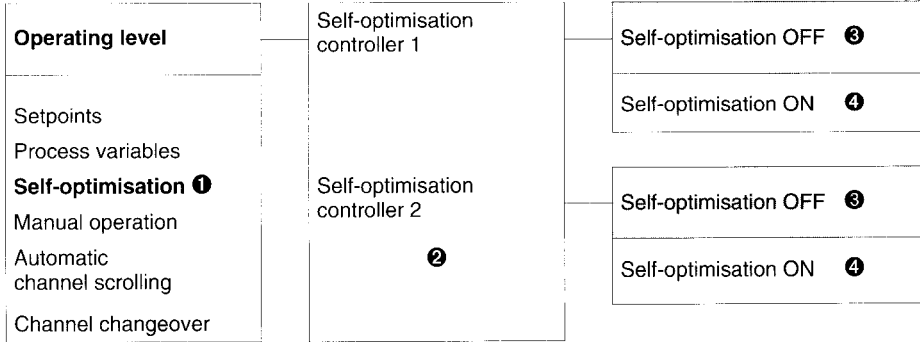 Operating level
Setpoints
Process variables
Self-optimisation ❶
Manual operation
Automatic
channel scrolling
Channel changeover
Self-optimisation
controller 1
Self-optimisation
controller 2
❷
Self-optimisation OFF ❸
Self-optimisation ON ❹
Self-optimisation OFF ❸
Self-optimisation ON ❹